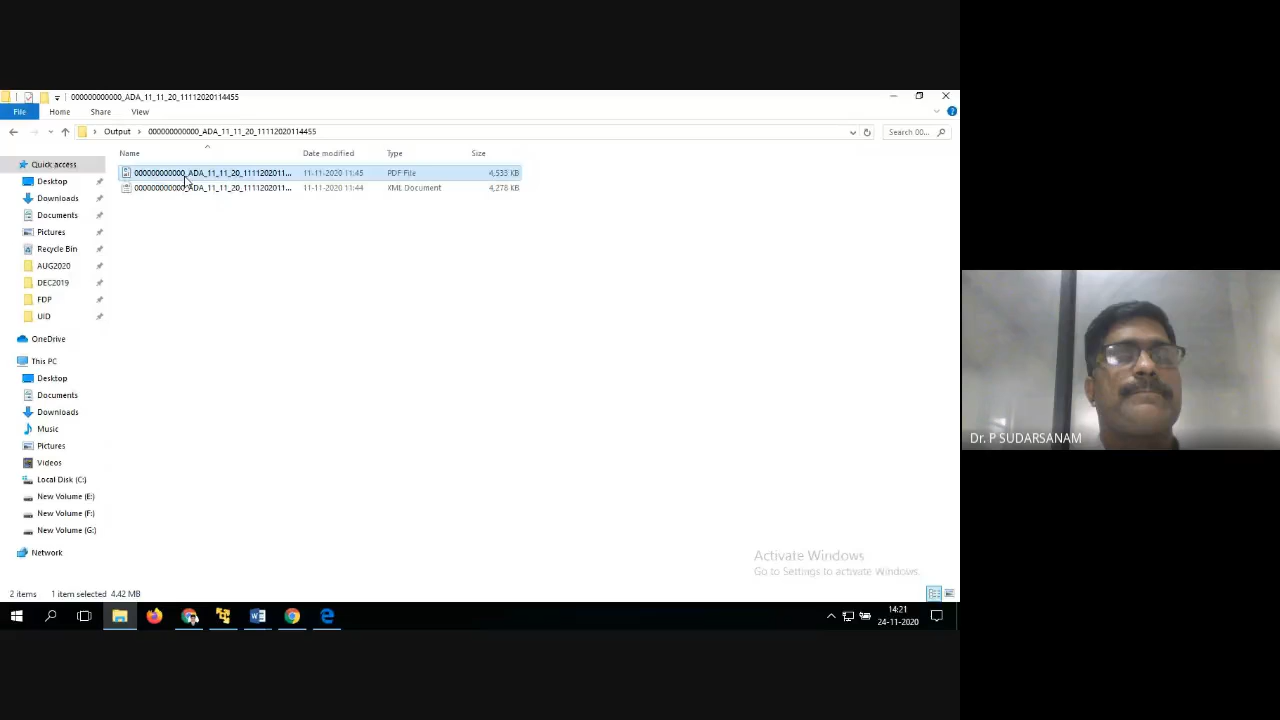 000000000000_ADA_11_11_20_11112020114455
File Home Share View
Output 000000000000_ADA_11_11_20_11112020114455 Search 00...
Name Date modified Type Size
Quick access
000000000000_ADA_11_11_20_1111202011... 11-11-2020 11:45 PDF File 4,533 KB
000000000000_ADA_11_11_20_1111202011... 11-11-2020 11:44 XML Document 4,278 KB
Desktop
Downloads
Documents
Pictures
Recycle Bin
AUG2020
DEC2019
FDP
UID
OneDrive
This PC
Desktop
Documents
Downloads
Music
Pictures
Videos
Local Disk (C:)
New Volume (E:)
New Volume (F:)
New Volume (G:)
Network
Dr. P SUDARSANAM
Activate Windows
Go to Settings to activate Windows.
2 items 1 item selected 4.42 MB
14:21
24-11-2020